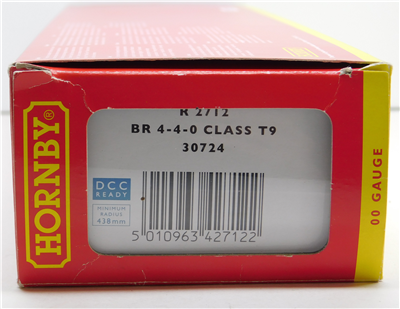 HORNBY®
R 2712
BR 4-4-0 CLASS T9
30724
DCC
READY
MINIMUM
RADIUS
438mm
5 010963 427122
00 GAUGE